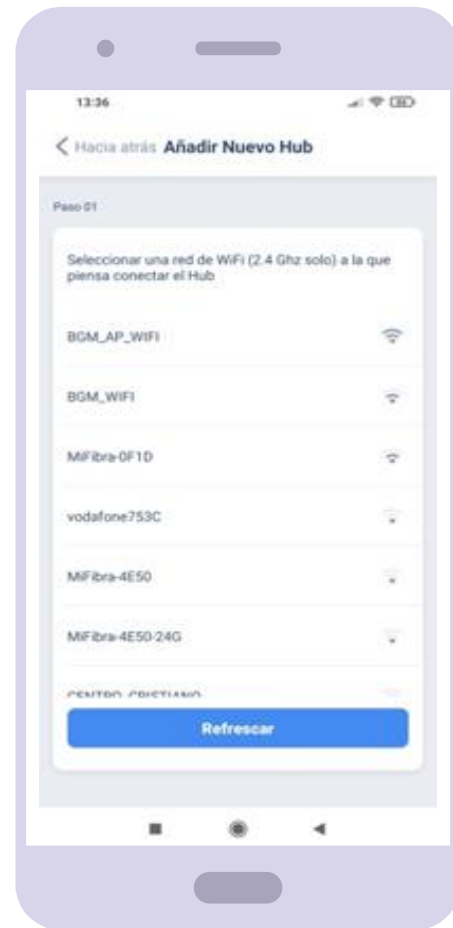 13:36
Hacia atrás Añadir Nuevo Hub
Paso 01
Seleccionar una red de WiFi (2.4 Ghz solo) a la que
piensa conectar el Hub
BGM_AP_WIFI
BGM_WIFI
MiFibra-0F1D
vodafone753C
MiFibra-4E50
MiFibra-4E50-24G
CENTRO_CRISTIANO
Refrescar